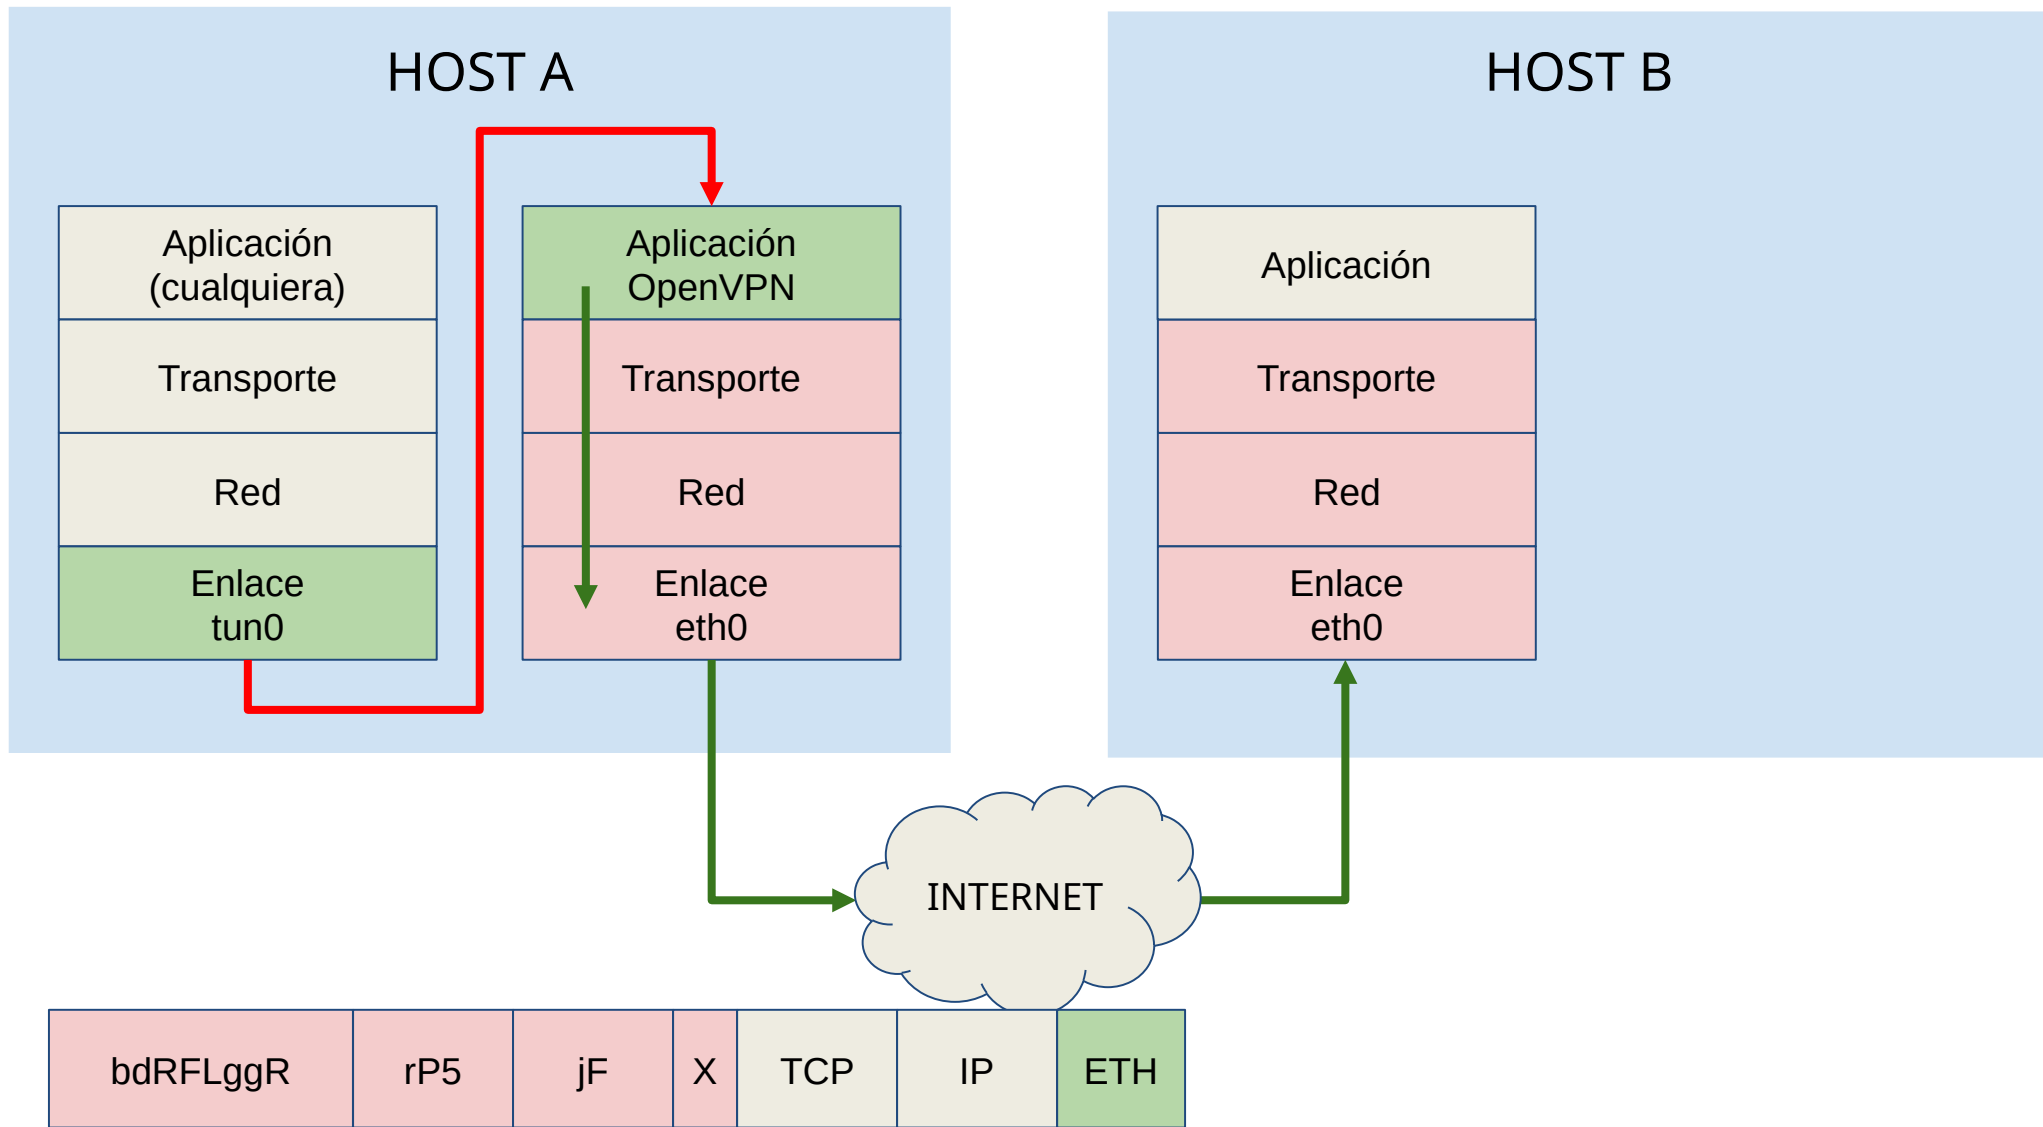 HOST A
Aplicación
(cualquiera)
Transporte
Red
Enlace
tun0
Aplicación
OpenVPN
Transporte
Red
Enlace
eth0
HOST B
Aplicación
Transporte
Red
Enlace
eth0
INTERNET
bdRFLggR
rP5
jF
X
TCP
IP
ETH